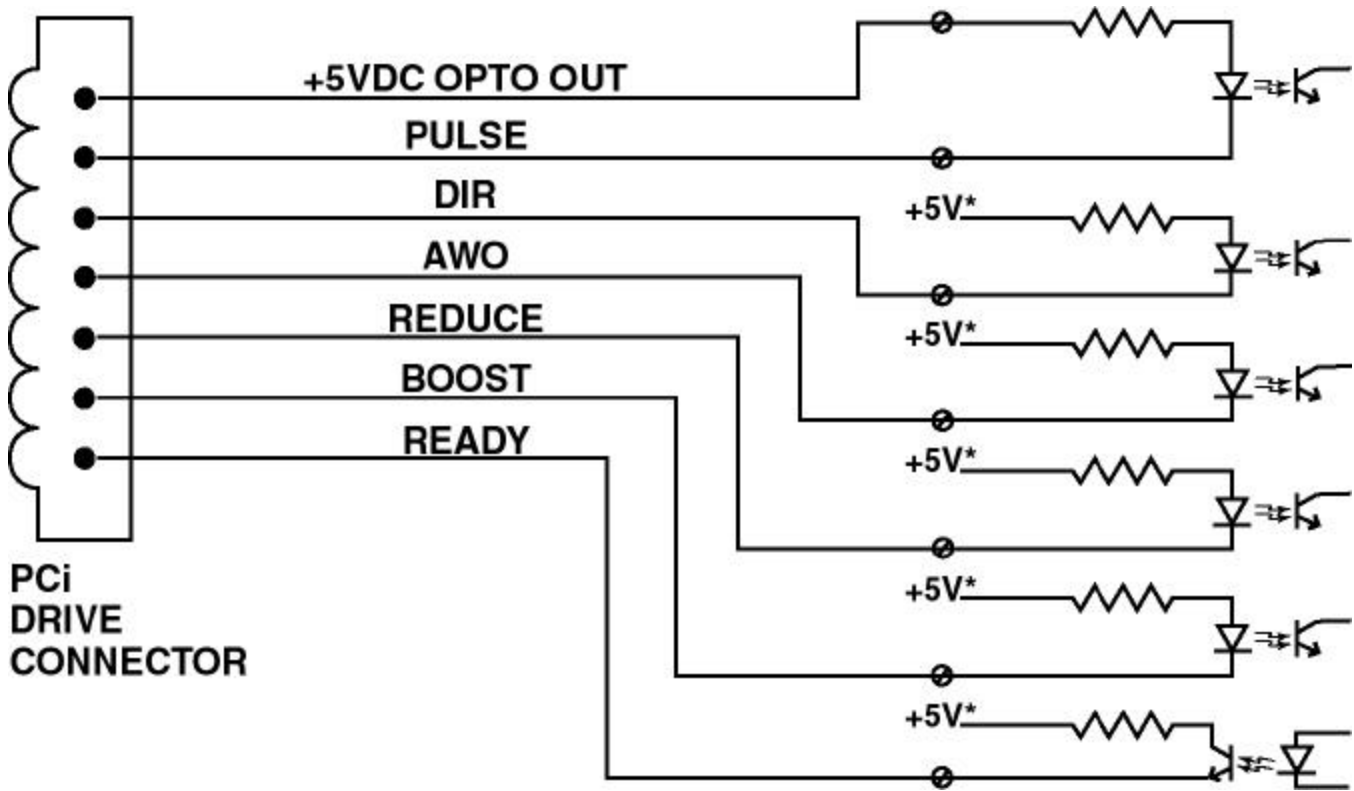 +5VDC OPTO OUT
PULSE
DIR
+5V*
AWO
REDUCE
+5V*
BOOST
READY
+5V*
PCi
DRIVE
CONNECTOR
+5V*
+5V*